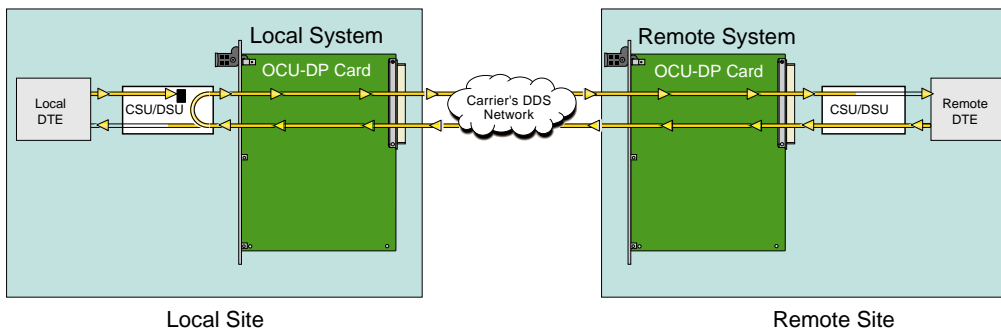 Local System
Remote System
OCU-DP Card
OCU-DP Card
Local
DTE
CSU/DSU
Carrier's DDS
Network
CSU/DSU
Remote
DTE
Local Site
Remote Site